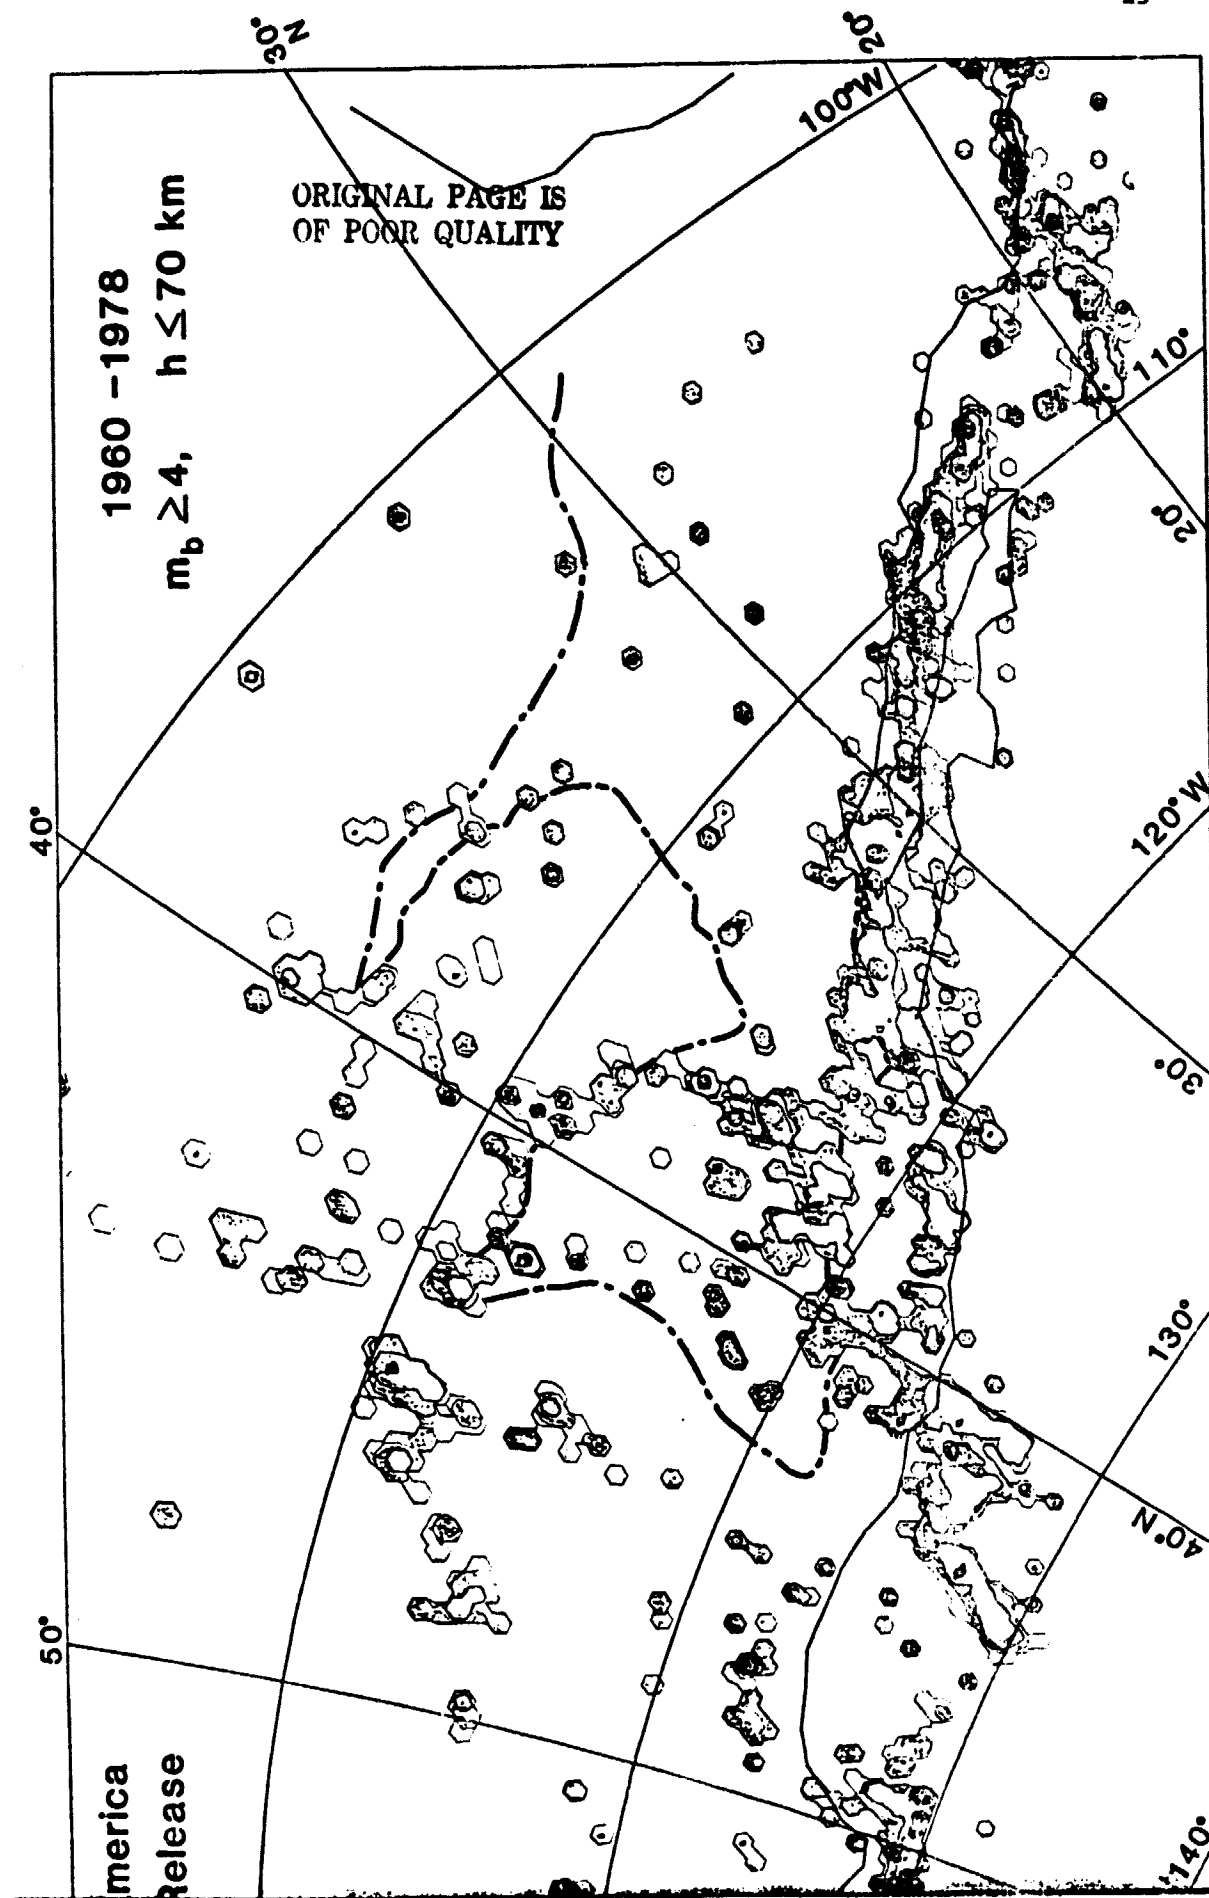 1960 – 1978
m_b ≥ 4, h ≤ 70 km
ORIGINAL PAGE IS
OF POOR QUALITY
merica
Release
30°
N
20°
100°W
110°
20°
120°W
30°
130°
40°N
140°
40°
50°